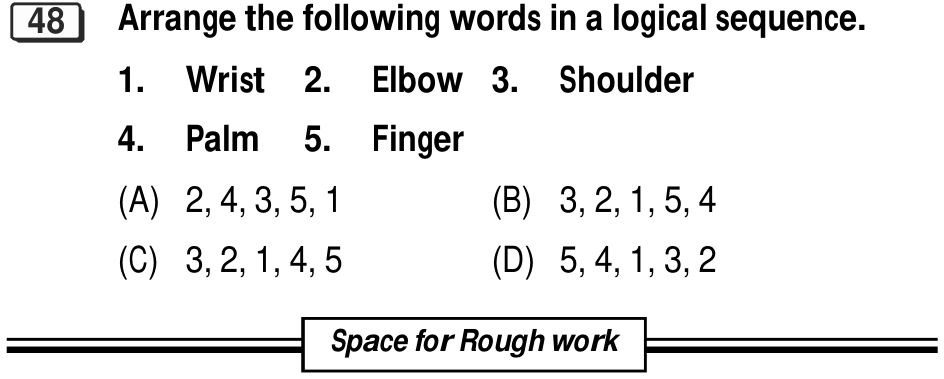 48 Arrange the following words in a logical sequence.
1. Wrist 2. Elbow 3. Shoulder
4. Palm 5. Finger
(A) 2, 4, 3, 5, 1 (B) 3, 2, 1, 5, 4
(C) 3, 2, 1, 4, 5 (D) 5, 4, 1, 3, 2
Space for Rough work